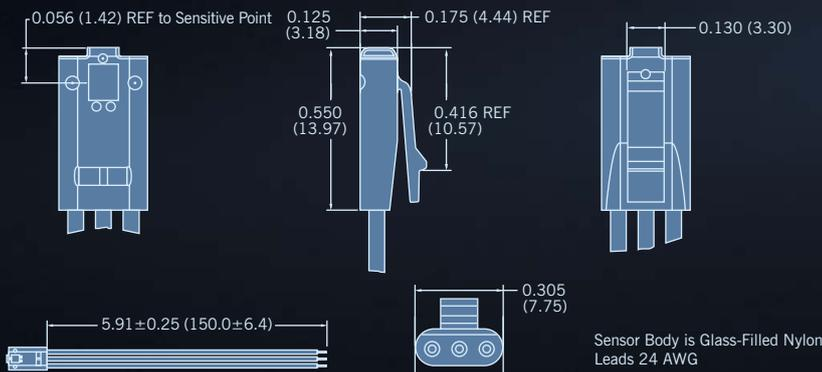 0.056 (1.42) REF to Sensitive Point
0.125
(3.18)
0.175 (4.44) REF
0.130 (3.30)
0.550
(13.97)
0.416 REF
(10.57)
5.91±0.25 (150.0±6.4)
0.305
(7.75)
Sensor Body is Glass-Filled Nylon
Leads 24 AWG